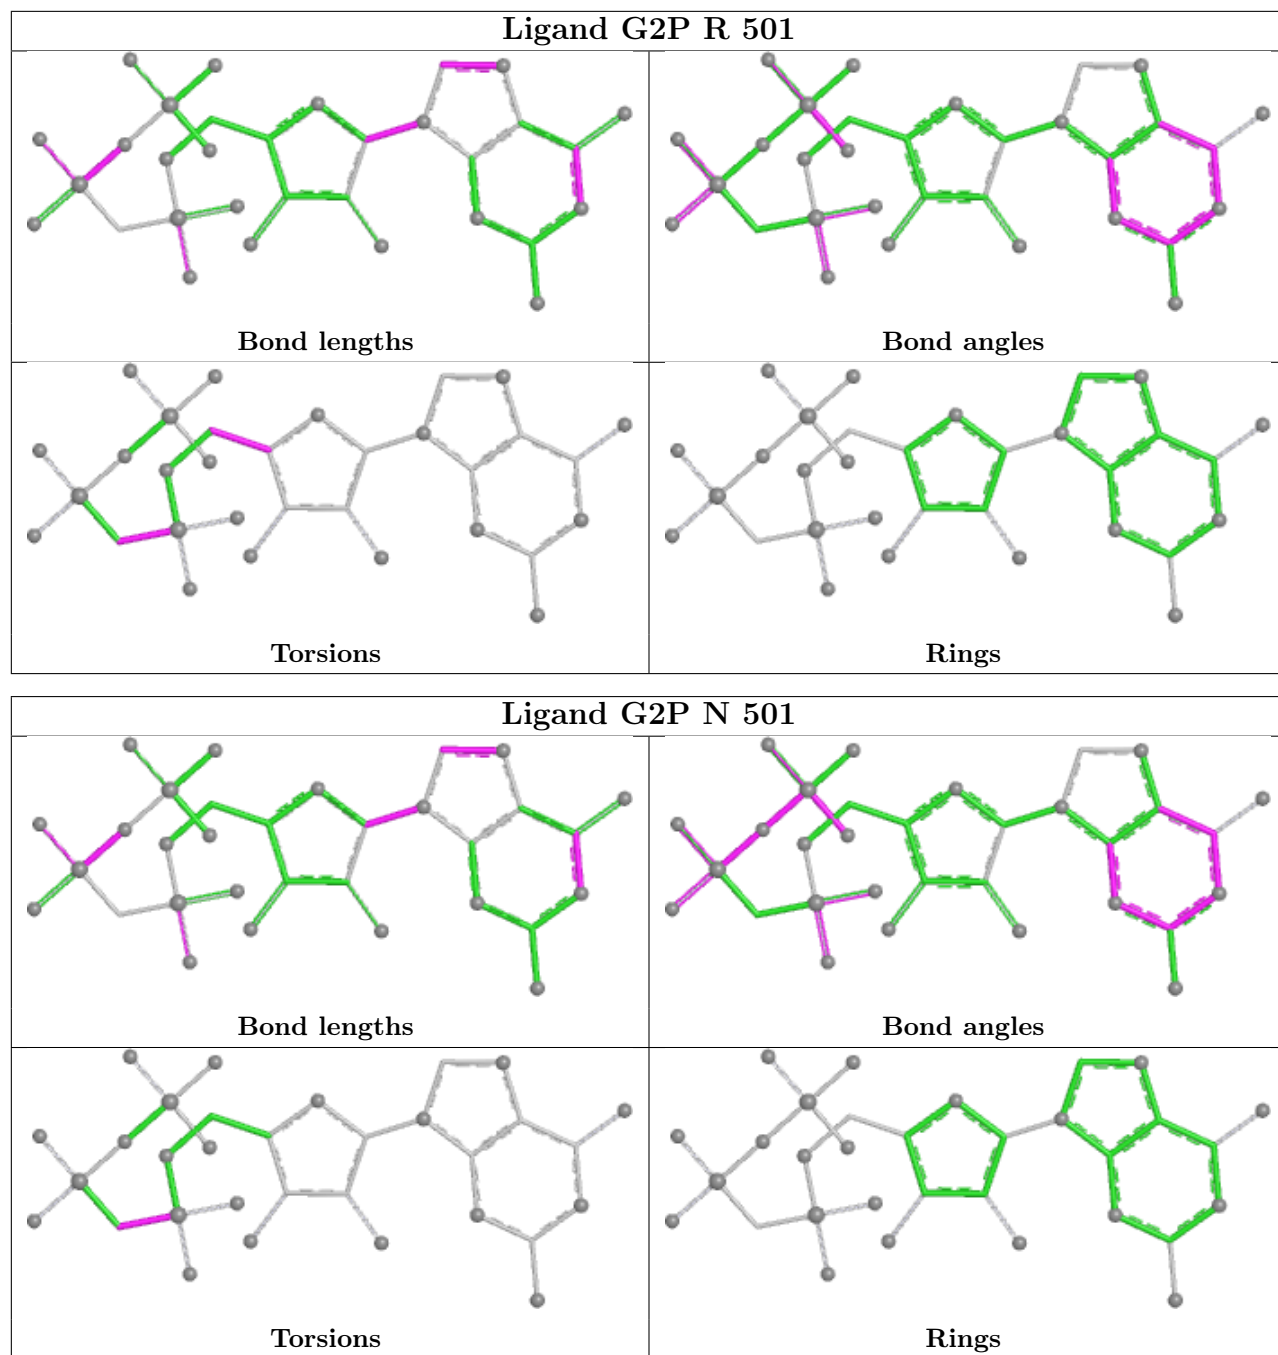 Ligand G2P R 501
Bond lengths
Bond angles
Torsions
Rings
Ligand G2P N 501
Bond lengths
Bond angles
Torsions
Rings